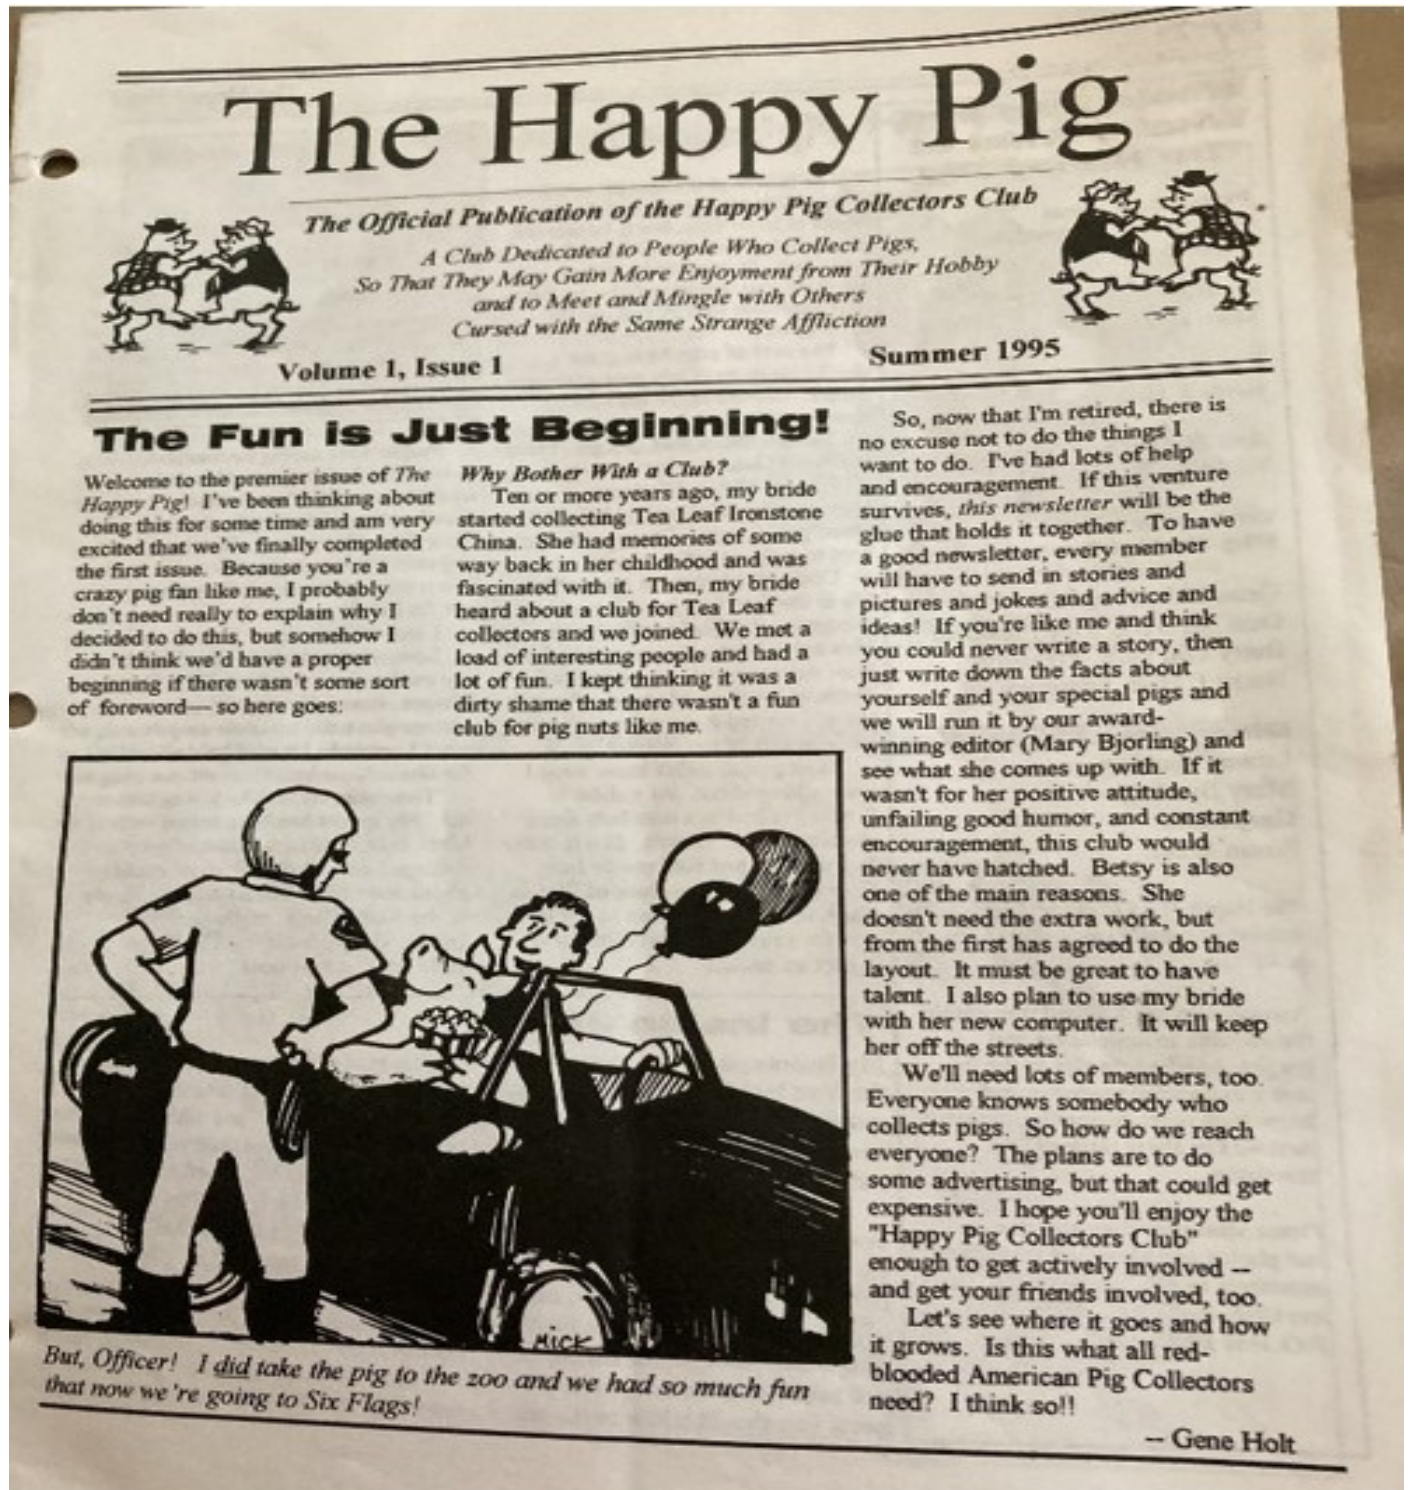 The Happy Pig
The Official Publication of the Happy Pig Collectors Club
A Club Dedicated to People Who Collect Pigs,
So That They May Gain More Enjoyment from Their Hobby
and to Meet and Mingle with Others
Cursed with the Same Strange Affliction
Volume 1, Issue 1
Summer 1995
The Fun is Just Beginning!
Welcome to the premier issue of The
Happy Pig! I've been thinking about
doing this for some time and am very
excited that we've finally completed
the first issue. Because you're a
crazy pig fan like me, I probably
don't need really to explain why I
decided to do this, but somehow I
didn't think we'd have a proper
beginning if there wasn't some sort
of foreword— so here goes:
Why Bother With a Club?
Ten or more years ago, my bride
started collecting Tea Leaf Ironstone
China. She had memories of some
way back in her childhood and was
fascinated with it. Then, my bride
heard about a club for Tea Leaf
collectors and we joined. We met a
load of interesting people and had a
lot of fun. I kept thinking it was a
dirty shame that there wasn't a fun
club for pig nuts like me.
So, now that I'm retired, there is
no excuse not to do the things I
want to do. I've had lots of help
and encouragement. If this venture
survives, this newsletter will be the
glue that holds it together. To have
a good newsletter, every member
will have to send in stories and
pictures and jokes and advice and
ideas! If you're like me and think
you could never write a story, then
just write down the facts about
yourself and your special pigs and
we will run it by our award-
winning editor (Mary Bjorling) and
see what she comes up with. If it
wasn't for her positive attitude,
unfailing good humor, and constant
encouragement, this club would
never have hatched. Betsy is also
one of the main reasons. She
doesn't need the extra work, but
from the first has agreed to do the
layout. It must be great to have
talent. I also plan to use my bride
with her new computer. It will keep
her off the streets.
We'll need lots of members, too.
Everyone knows somebody who
collects pigs. So how do we reach
everyone? The plans are to do
some advertising, but that could get
expensive. I hope you'll enjoy the
"Happy Pig Collectors Club"
enough to get actively involved --
and get your friends involved, too.
Let's see where it goes and how
it grows. Is this what all red-
blooded American Pig Collectors
need? I think so!!
-- Gene Holt
MICK
But, Officer! I did take the pig to the zoo and we had so much fun
that now we're going to Six Flags!